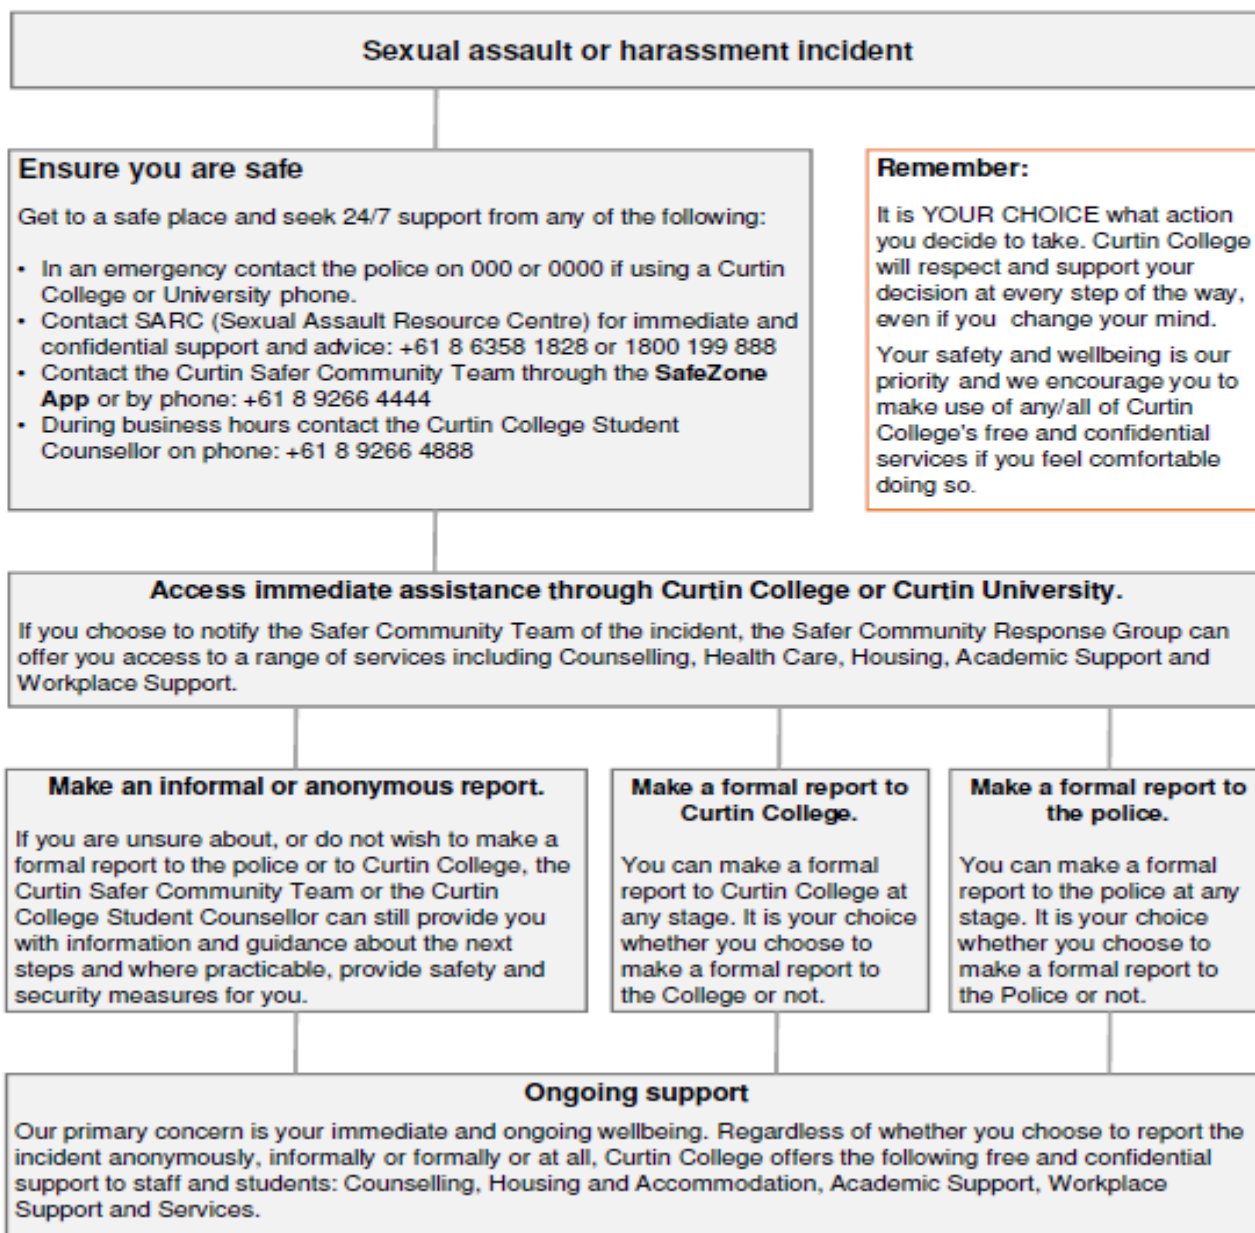 Sexual assault or harassment incident
Ensure you are safe
Get to a safe place and seek 24/7 support from any of the following:
• In an emergency contact the police on 000 or 0000 if using a Curtin
College or University phone.
• Contact SARC (Sexual Assault Resource Centre) for immediate and
confidential support and advice: +61 8 6358 1828 or 1800 199 888
• Contact the Curtin Safer Community Team through the SafeZone
App or by phone: +61 8 9266 4444
• During business hours contact the Curtin College Student
Counsellor on phone: +61 8 9266 4888
Remember:
It is YOUR CHOICE what action
you decide to take. Curtin College
will respect and support your
decision at every step of the way,
even if you change your mind.
Your safety and wellbeing is our
priority and we encourage you to
make use of any/all of Curtin
College's free and confidential
services if you feel comfortable
doing so.
Access immediate assistance through Curtin College or Curtin University.
If you choose to notify the Safer Community Team of the incident, the Safer Community Response Group can
offer you access to a range of services including Counselling, Health Care, Housing, Academic Support and
Workplace Support.
Make an informal or anonymous report.
If you are unsure about, or do not wish to make a
formal report to the police or to Curtin College, the
Curtin Safer Community Team or the Curtin
College Student Counsellor can still provide you
with information and guidance about the next
steps and where practicable, provide safety and
security measures for you.
Make a formal report to
Curtin College.
You can make a formal
report to Curtin College at
any stage. It is your choice
whether you choose to
make a formal report to
the College or not.
Make a formal report to
the police.
You can make a formal
report to the police at any
stage. It is your choice
whether you choose to
make a formal report to
the Police or not.
Ongoing support
Our primary concern is your immediate and ongoing wellbeing. Regardless of whether you choose to report the
incident anonymously, informally or formally or at all, Curtin College offers the following free and confidential
support to staff and students: Counselling, Housing and Accommodation, Academic Support, Workplace
Support and Services.